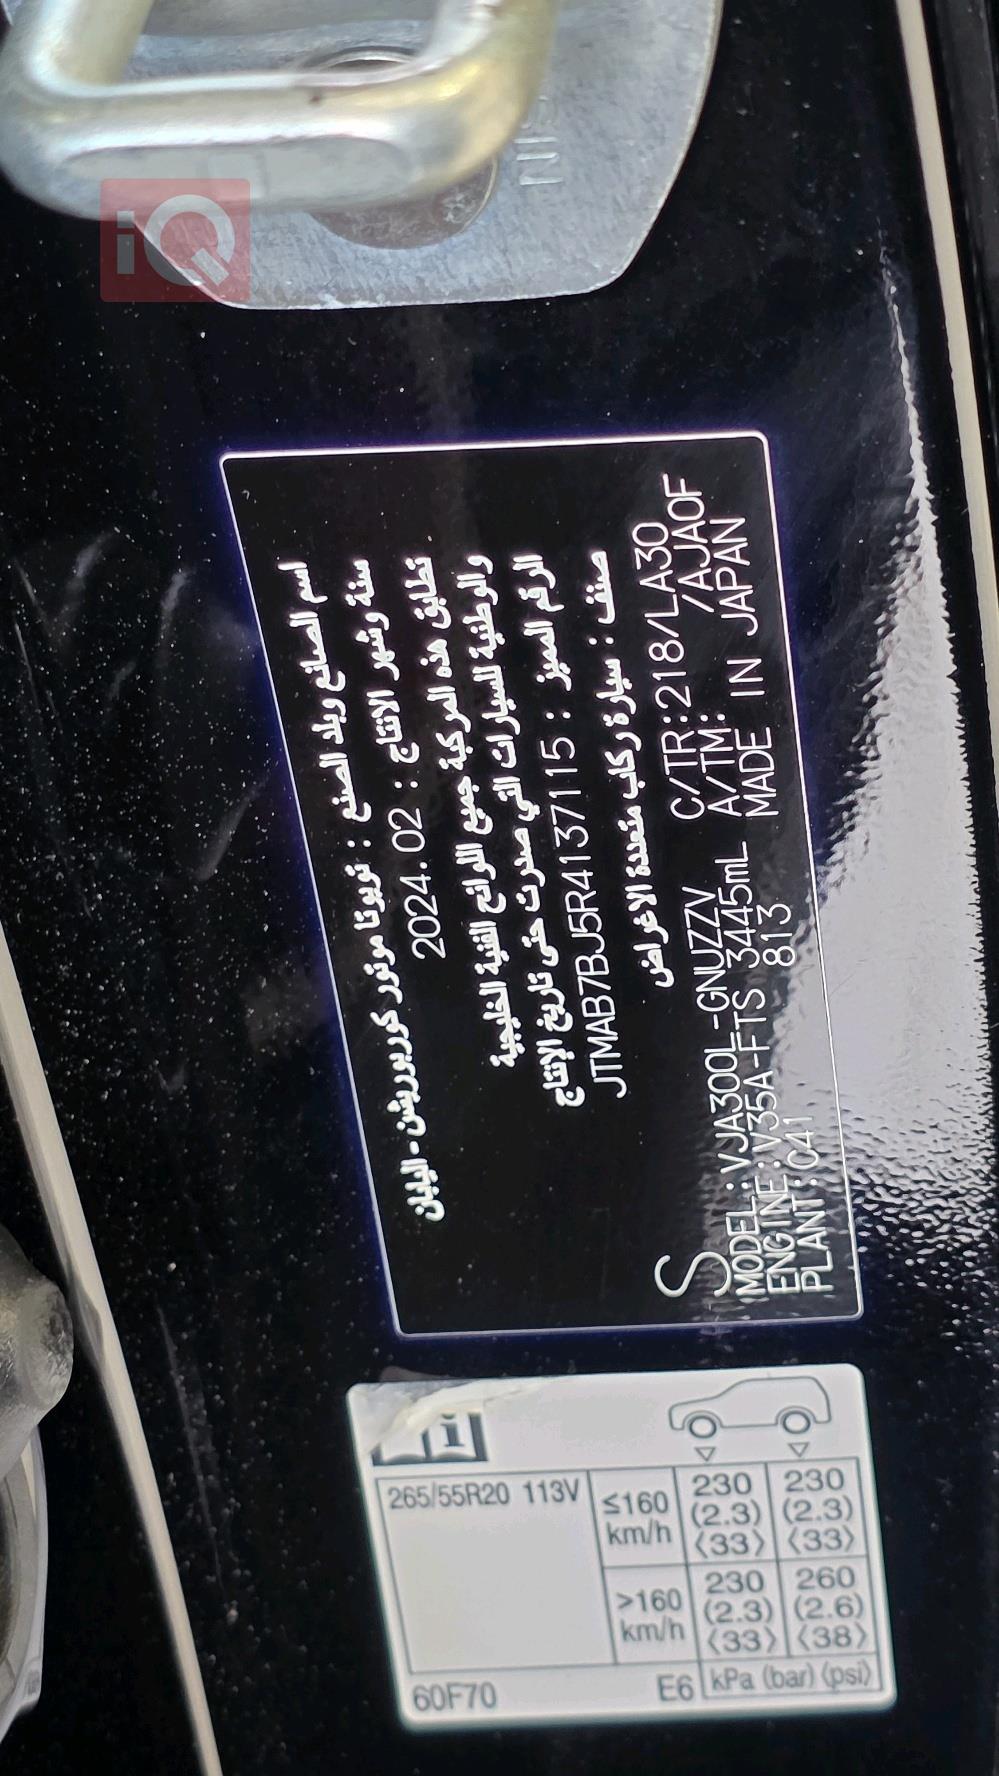 iQ
NIS
اسم الصانع وبلد الصنع : تويوتا موتور كوربوريشن - اليابان
سنة وشهر الانتاج : 2024.02
تطابق هذه المركبة جميع اللوائح الفنية الخليجية
والوطنية للسيارات التي صدرت حتى تاريخ الإنتاج
الرقم المميز : JTMAB7BJ5R4137115
صنف : سيارة ركاب متعددة الاغراض
S
MODEL:VJA300L-GNUZZV C/TR:218/LA30
ENGINE:V35A-FTS 3445mL A/TM: /AJA0F
PLANT:C41 813 MADE IN JAPAN
i
265/55R20 113V
≤160 km/h 230 (2.3) 〈33〉 230 (2.3) 〈33〉
>160 km/h 230 (2.3) 〈33〉 260 (2.6) 〈38〉
60F70 E6 kPa (bar) 〈psi〉